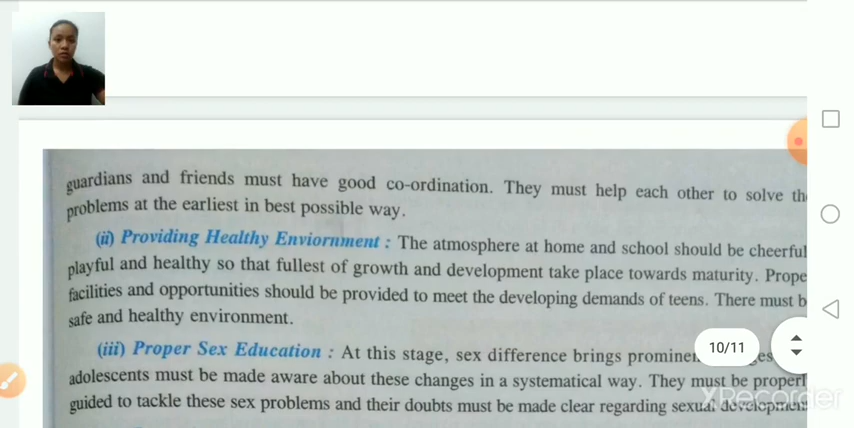 guardians and friends must have good co-ordination. They must help each other to solve
problems at the earliest in best possible way.
(ii) Providing Healthy Enviornment : The atmosphere at home and school should be cheerful
playful and healthy so that fullest of growth and development take place towards maturity.
facilities and opportunities should be provided to meet the developing demands of teens. There must
safe and healthy environment.
(iii) Proper Sex Education : At this stage, sex difference brings
10/11
adolescents must be made aware about these changes in a systematical way. They must be
guided to tackle these sex problems and their doubts must be made clear regarding sexual development
XRecorder